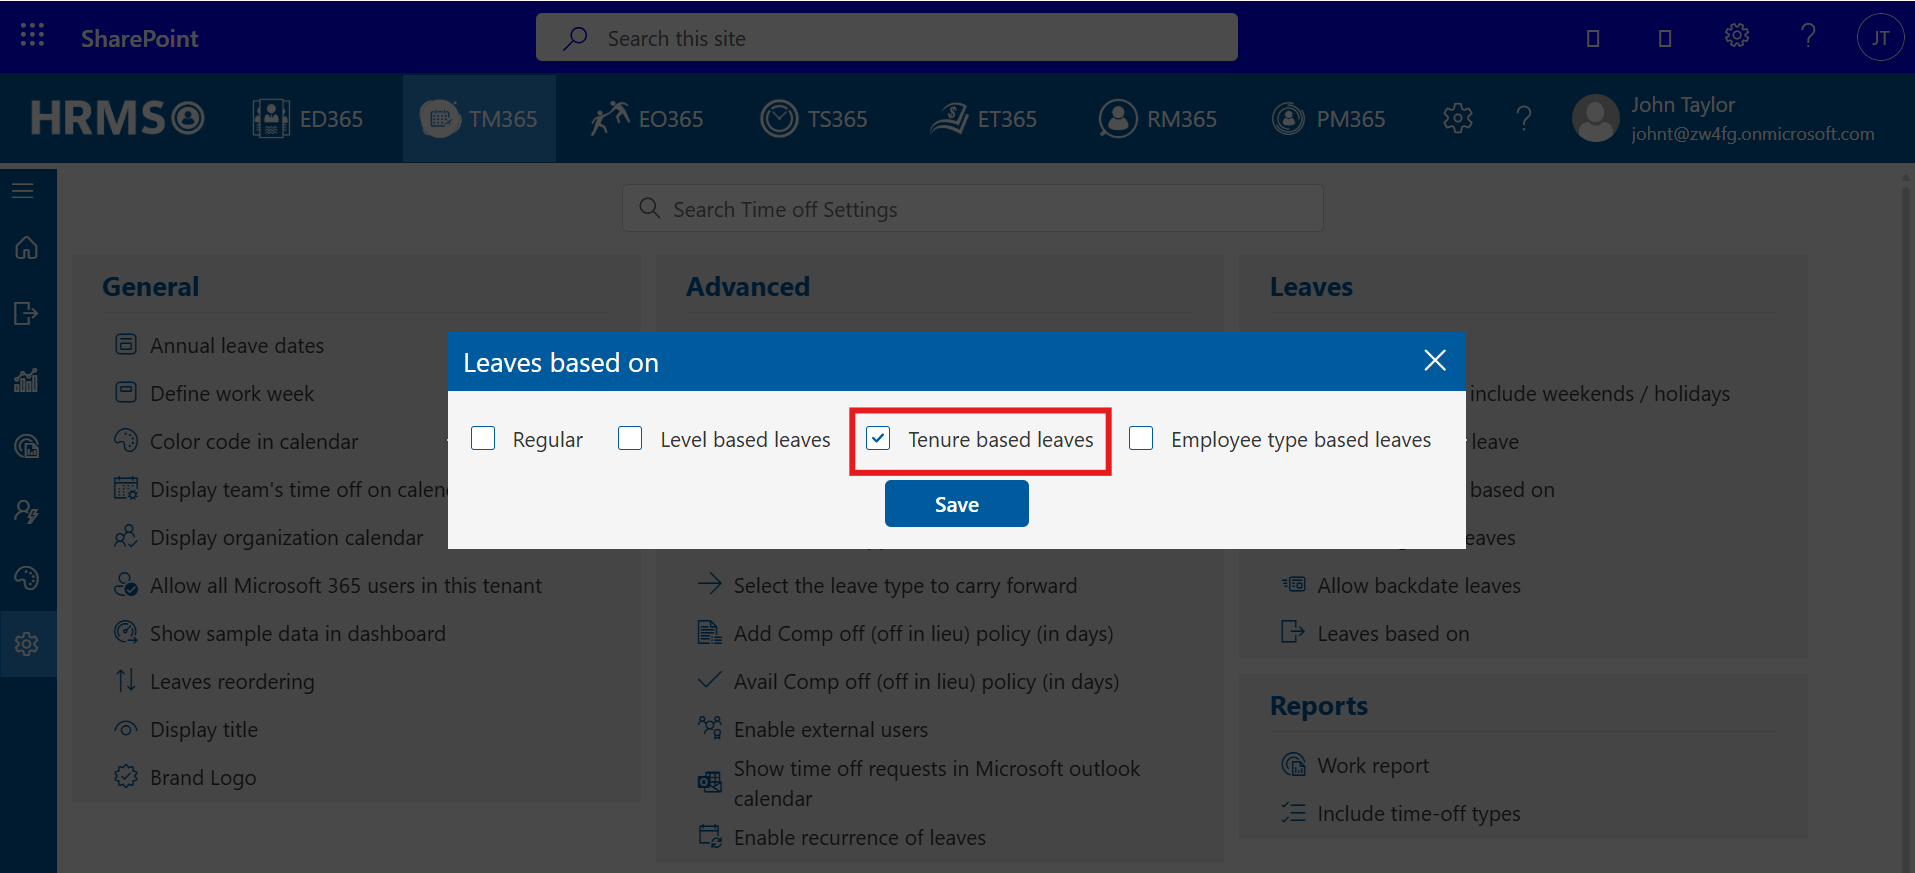 SharePoint
Search this site
JT
HRMS
ED365
TM365
EO365
TS365
ET365
RM365
PM365
John Taylor
johnt@zw4fg.onmicrosoft.com
Search Time off Settings
General
Annual leave dates
Define work week
Color code in calendar
Display team's time off on calen
Display organization calendar
Allow all Microsoft 365 users in this tenant
Show sample data in dashboard
Leaves reordering
Display title
Brand Logo
Advanced
Select the leave type to carry forward
Add Comp off (off in lieu) policy (in days)
Avail Comp off (off in lieu) policy (in days)
Enable external users
Show time off requests in Microsoft outlook
calendar
Enable recurrence of leaves
Leaves
include weekends / holidays
leave
based on
eaves
Allow backdate leaves
Leaves based on
Reports
Work report
Include time-off types
Leaves based on
Regular
Level based leaves
Tenure based leaves
Employee type based leaves
Save